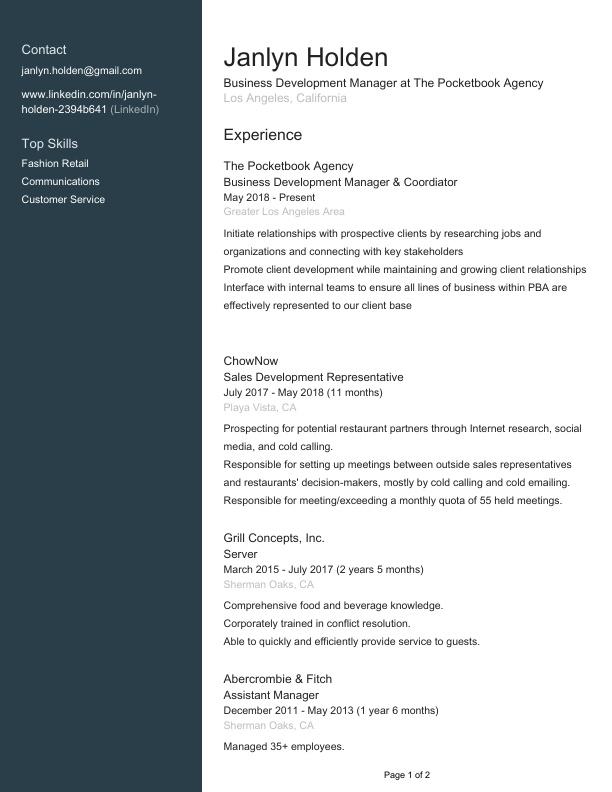 Contact
janlyn.holden@gmail.com
www.linkedin.com/in/janlyn-
holden-2394b641 (LinkedIn)
Top Skills
Fashion Retail
Communications
Customer Service
Janlyn Holden
Business Development Manager at The Pocketbook Agency
Los Angeles, California
Experience
The Pocketbook Agency
Business Development Manager & Coordiator
May 2018 - Present
Greater Los Angeles Area
Initiate relationships with prospective clients by researching jobs and
organizations and connecting with key stakeholders
Promote client development while maintaining and growing client relationships
Interface with internal teams to ensure all lines of business within PBA are
effectively represented to our client base
ChowNow
Sales Development Representative
July 2017 - May 2018 (11 months)
Playa Vista, CA
Prospecting for potential restaurant partners through Internet research, social
media, and cold calling.
Responsible for setting up meetings between outside sales representatives
and restaurants' decision-makers, mostly by cold calling and cold emailing.
Responsible for meeting/exceeding a monthly quota of 55 held meetings.
Grill Concepts, Inc.
Server
March 2015 - July 2017 (2 years 5 months)
Sherman Oaks, CA
Comprehensive food and beverage knowledge.
Corporately trained in conflict resolution.
Able to quickly and efficiently provide service to guests.
Abercrombie & Fitch
Assistant Manager
December 2011 - May 2013 (1 year 6 months)
Sherman Oaks, CA
Managed 35+ employees.
Page 1 of 2